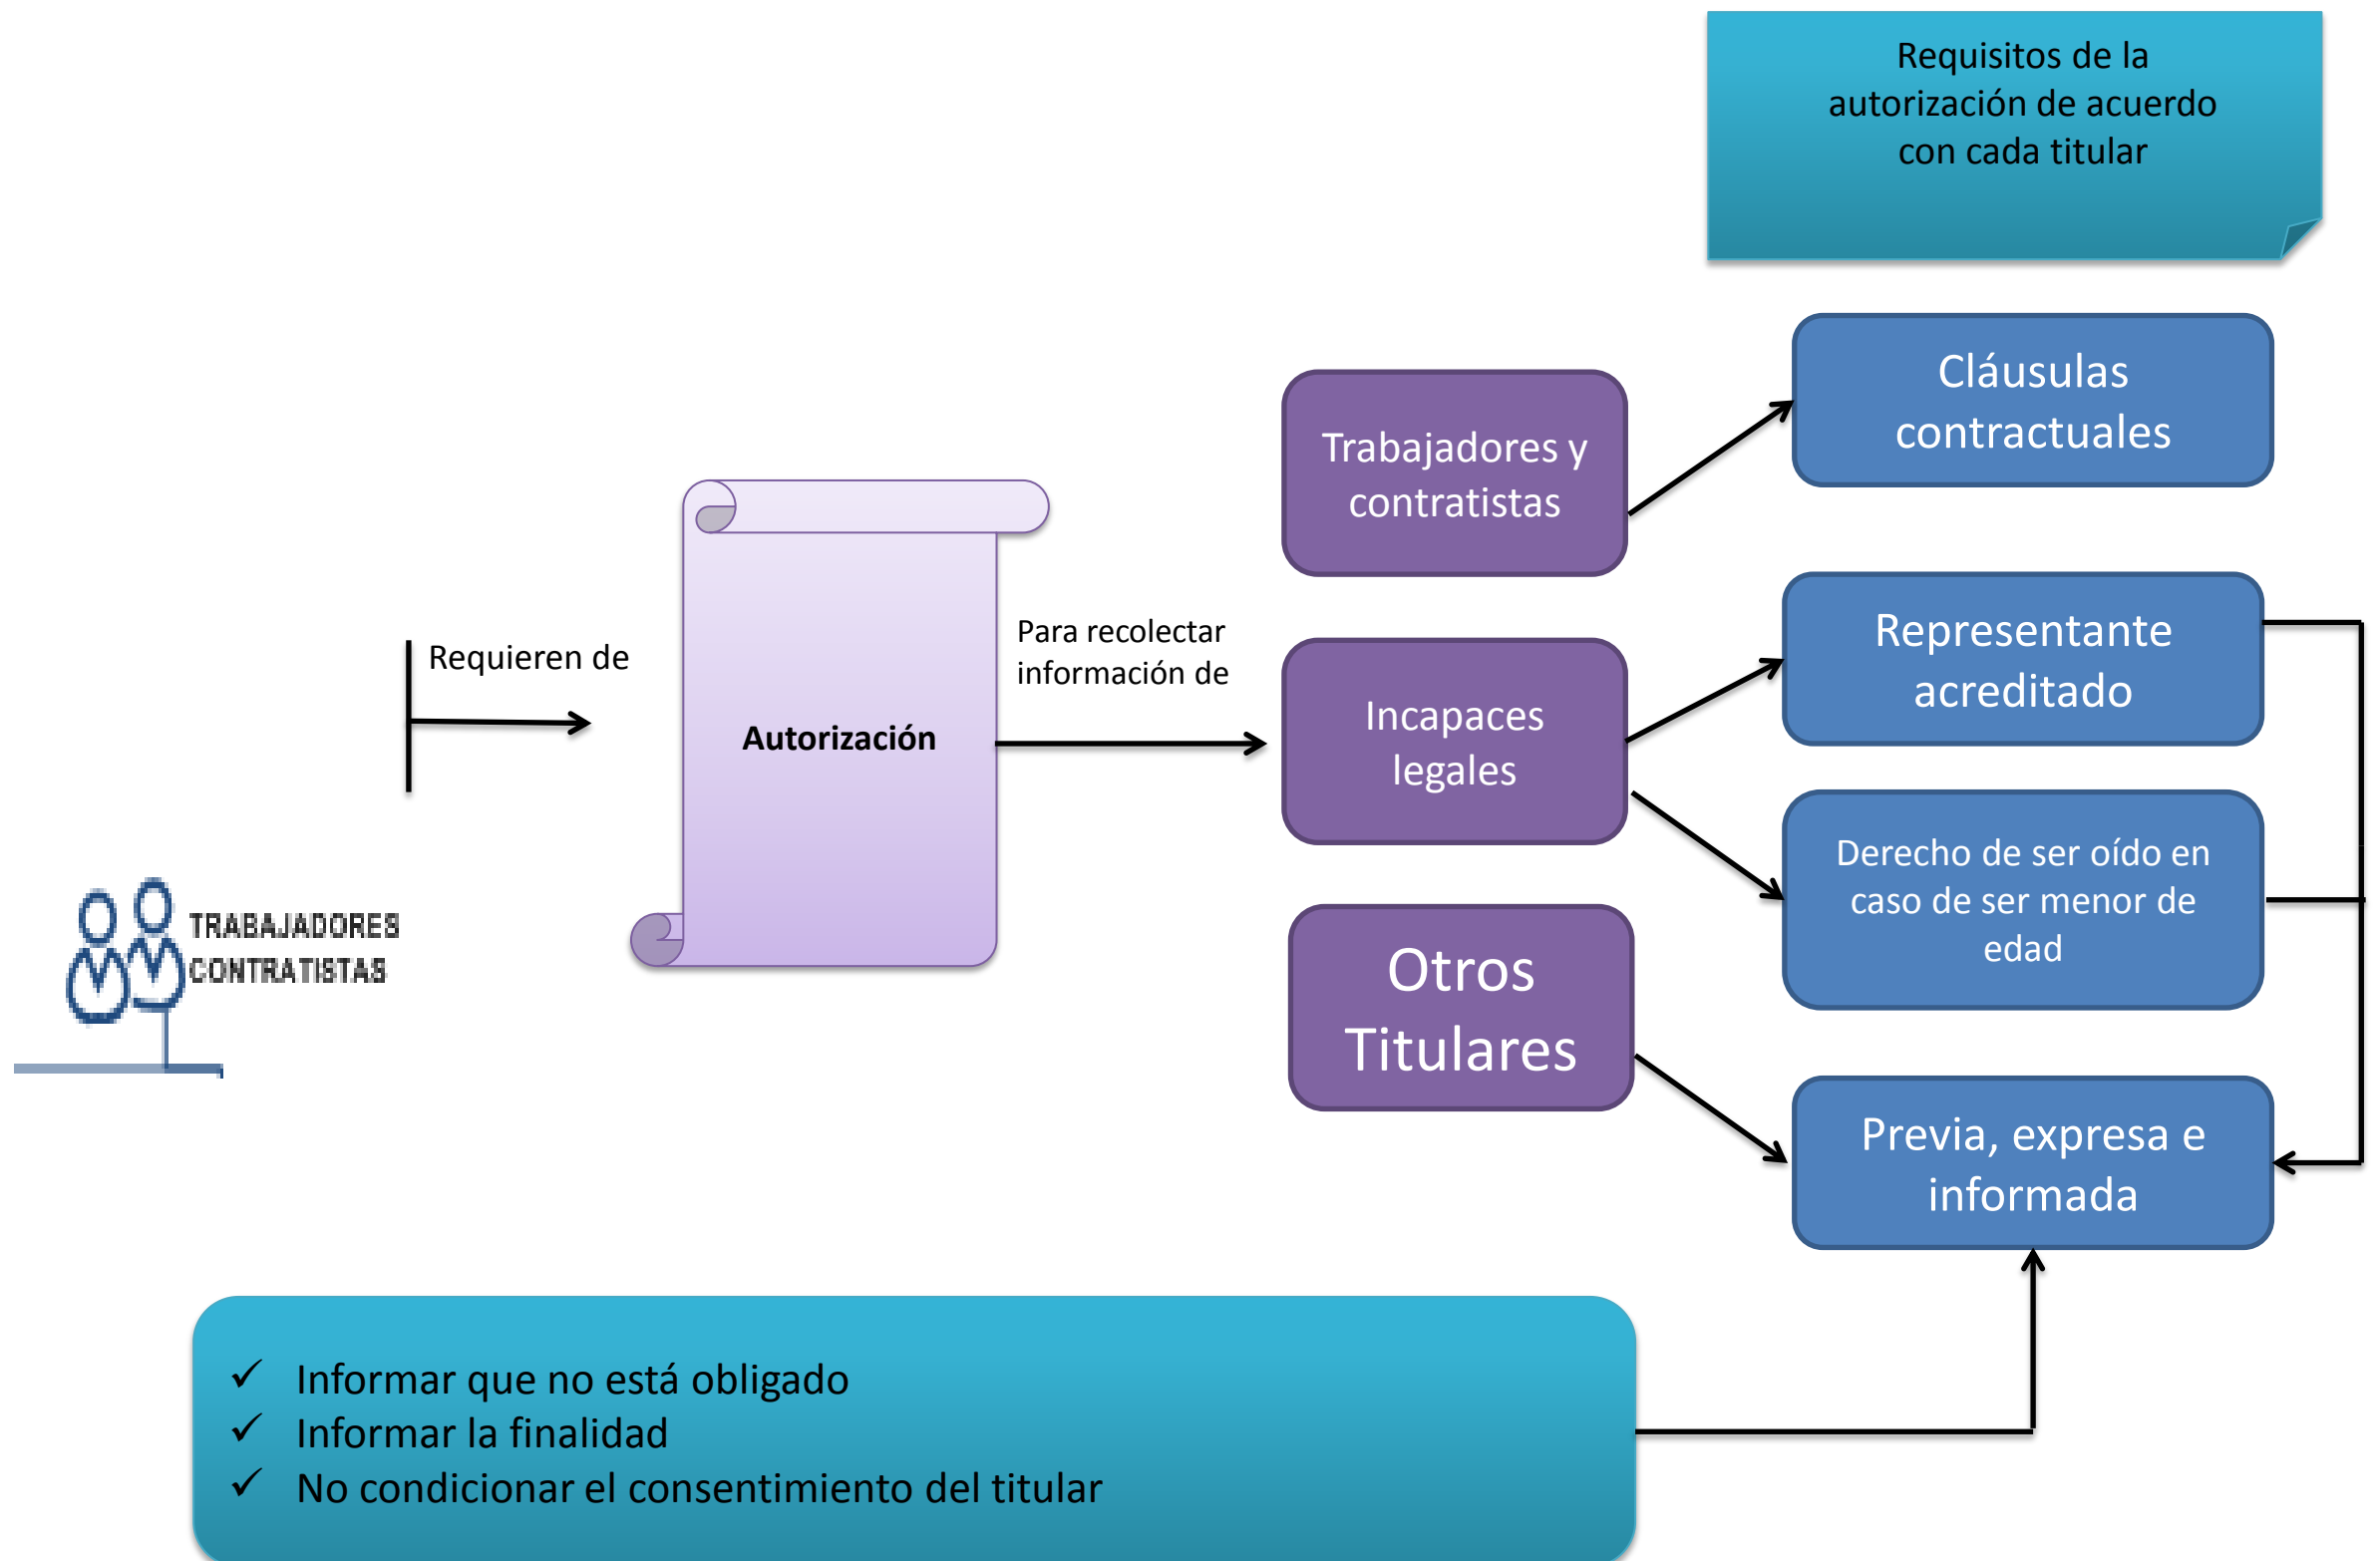 Requisitos de la
autorización de acuerdo
con cada titular
Requieren de
Autorización
Para recolectar
información de
Trabajadores y
contratistas
Incapaces
legales
Otros
Titulares
Cláusulas
contractuales
Representante
acreditado
Derecho de ser oído en
caso de ser menor de
edad
Previa, expresa e
informada
TRABAJADORES
CONTRATISTAS
✓ Informar que no está obligado
✓ Informar la finalidad
✓ No condicionar el consentimiento del titular